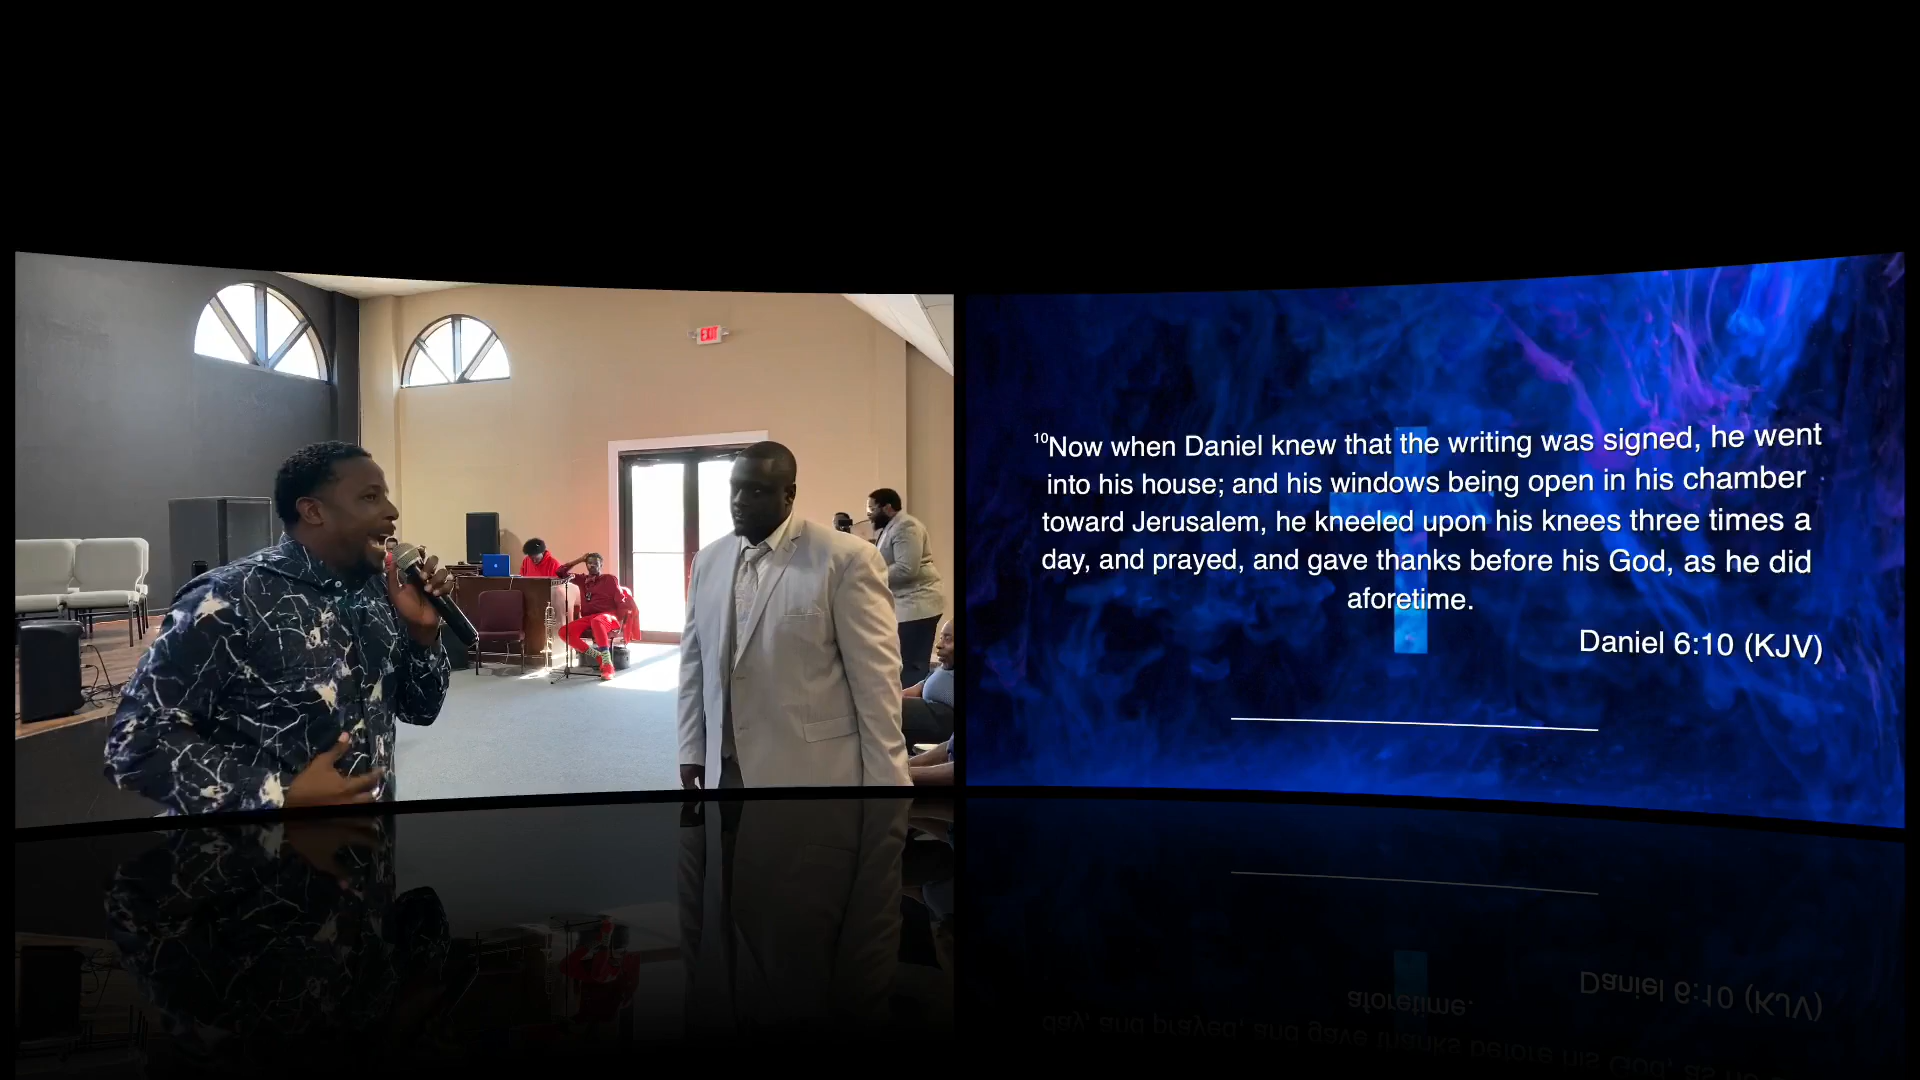 EXIT
10Now when Daniel knew that the writing was signed, he went
into his house; and his windows being open in his chamber
toward Jerusalem, he kneeled upon his knees three times a
day, and prayed, and gave thanks before his God, as he did
aforetime.
Daniel 6:10 (KJV)